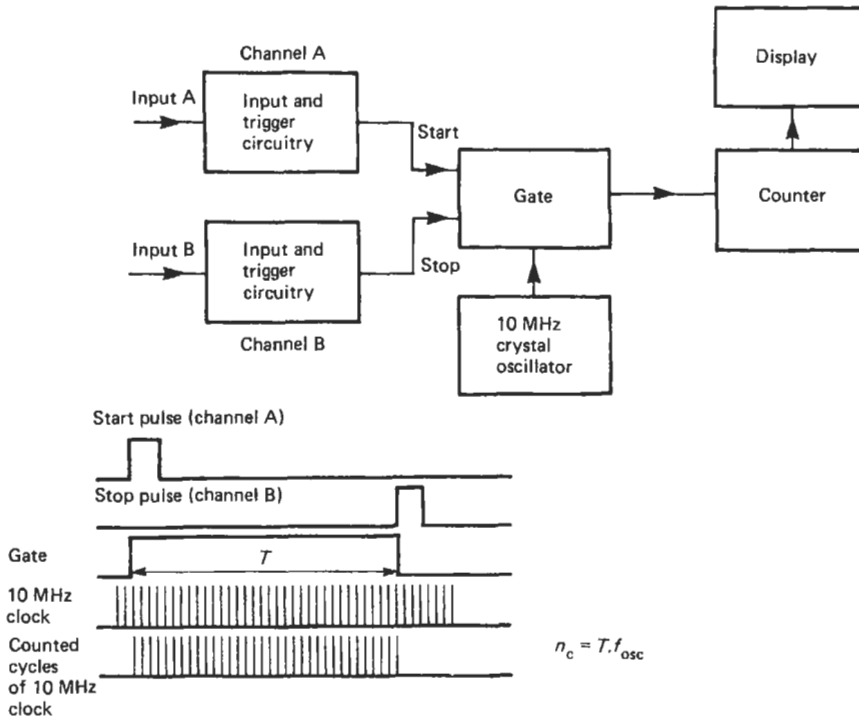 Channel A
Input A
Input and
trigger
circuitry
Start
Display
Gate
Counter
Input B
Input and
trigger
circuitry
Stop
Channel B
10 MHz
crystal
oscillator
Start pulse (channel A)
Stop pulse (channel B)
Gate
T
10 MHz
clock
Counted
cycles
of 10 MHz
clock
n_c = T.f_osc